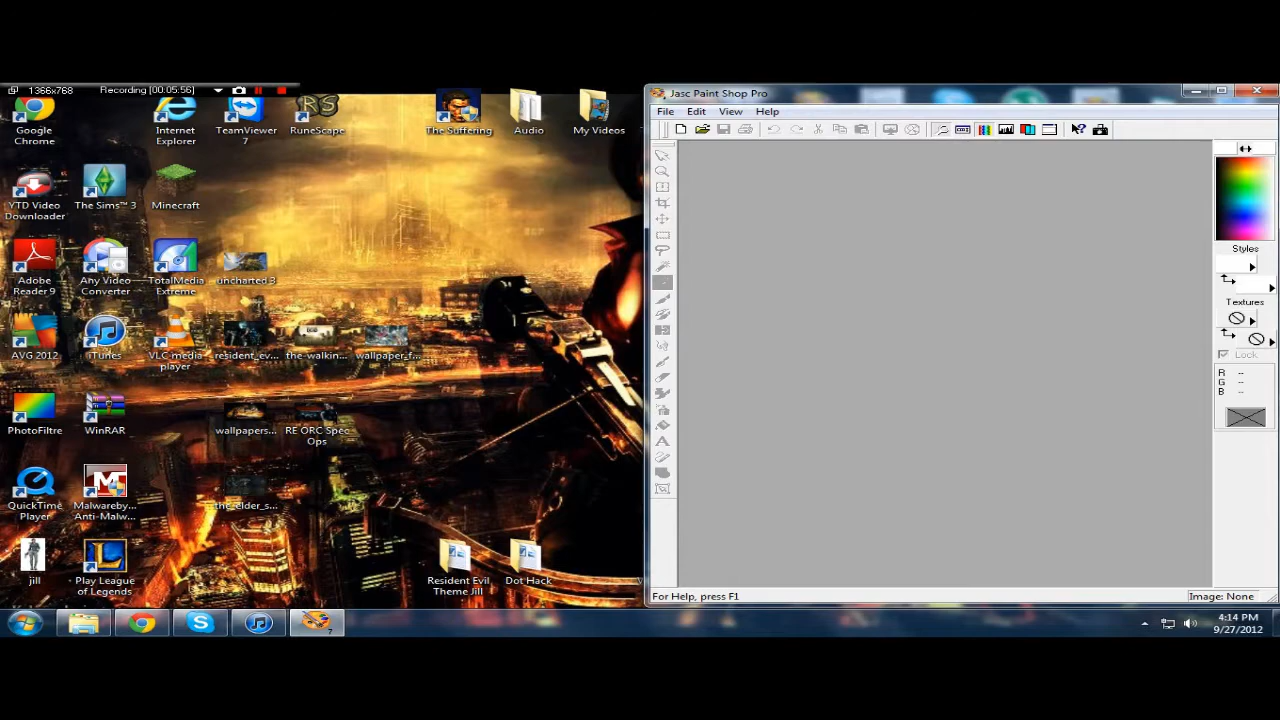 1366x768 Recording [00:05:56]
Google
Chrome
Internet
Explorer
TeamViewer
7
RS
RuneScape
The Suffering
Audio
My Videos
YTD Video
Downloader
The Sims™ 3
Minecraft
Adobe
Reader 9
Any Video
Converter
TotalMedia
Extreme
uncharted 3
AVG 2012
iTunes
VLC media
player
resident_ev...
the-walkin...
wallpaper_f...
PhotoFiltre
WinRAR
wallpapers...
RE ORC Spec
Ops
QuickTime
Player
Malwareby...
Anti-Malw...
the-elder_s...
jill
Play League
of Legends
Resident Evil
Theme Jill
Dot Hack
Jasc Paint Shop Pro
File Edit View Help
Styles
Textures
Lock
R --
G --
B --
For Help, press F1
Image: None
4:14 PM
9/27/2012